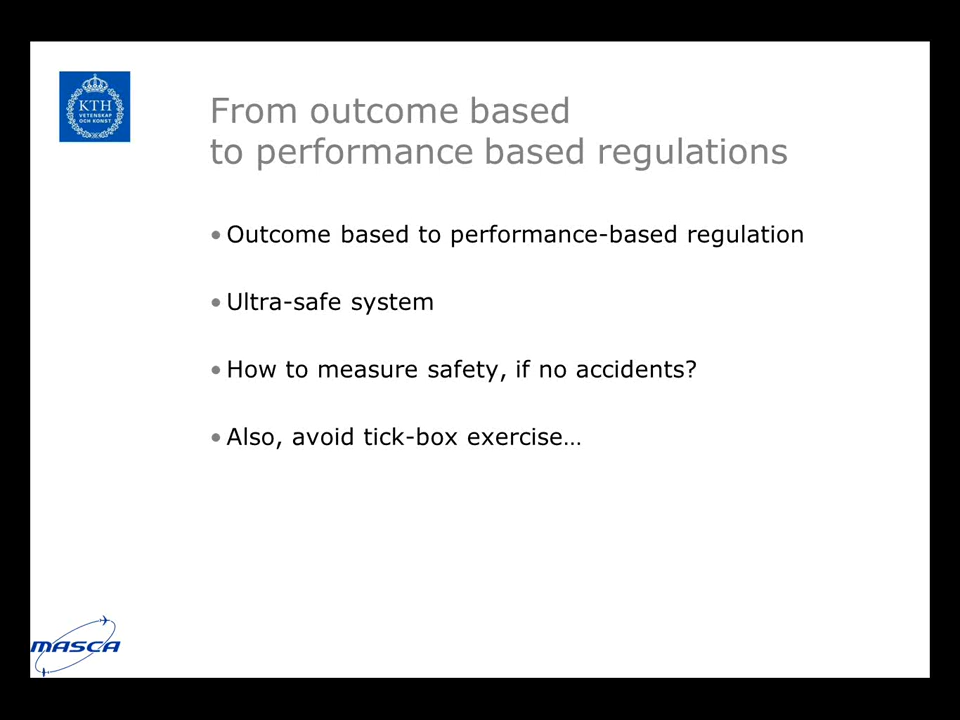 KTH
VETENSKAP
OCH KONST
From outcome based
to performance based regulations
• Outcome based to performance-based regulation
• Ultra-safe system
• How to measure safety, if no accidents?
• Also, avoid tick-box exercise…
MASCA